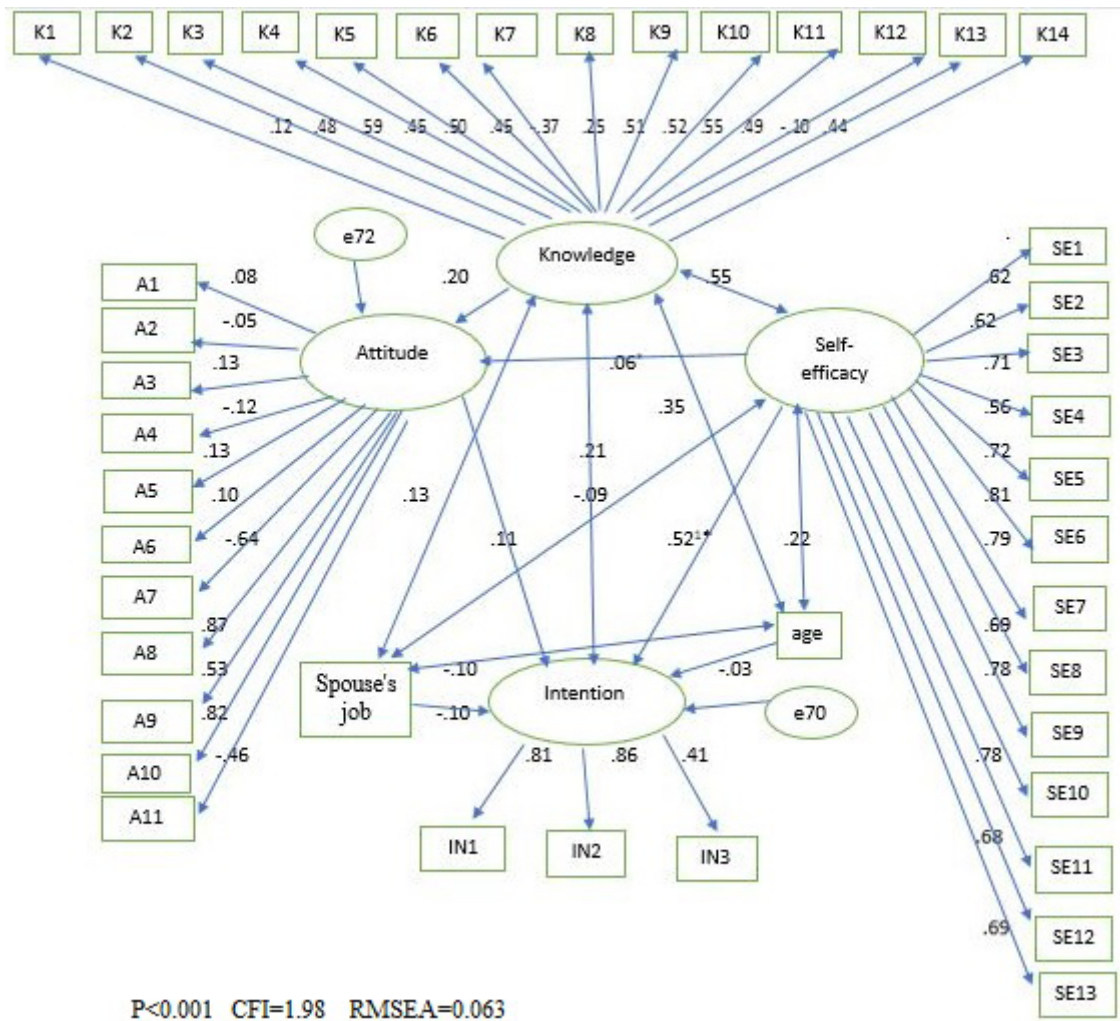 K1 K2 K3 K4 K5 K6 K7 K8 K9 K10 K11 K12 K13 K14
.12 .48 .59 .45 .50 .45 -.37 .25 .51 .52 .55 .49 -.10 .44
e72
Knowledge
.
SE1
A1
.08
.20
.55
.62
SE2
A2
-.05
.62
Attitude
Self-
efficacy
SE3
.13
.06*
.71
A3
-.12
.35
.56
SE4
A4
.13
.21
.72
A5
.10
.13
-.09
SE5
.81
A6
-.64
.11
.22
.79
SE6
A7
SE7
.87
age
.69
A8
.53
-.10
-.03
.78
SE8
Spouse's
job
Intention
A9
.82
-.10
e70
SE9
-.46
.81
.86
.41
.78
A10
SE10
A11
IN1
IN2
IN3
.68
SE11
.69
SE12
SE13
P<0.001 CFI=1.98 RMSEA=0.063